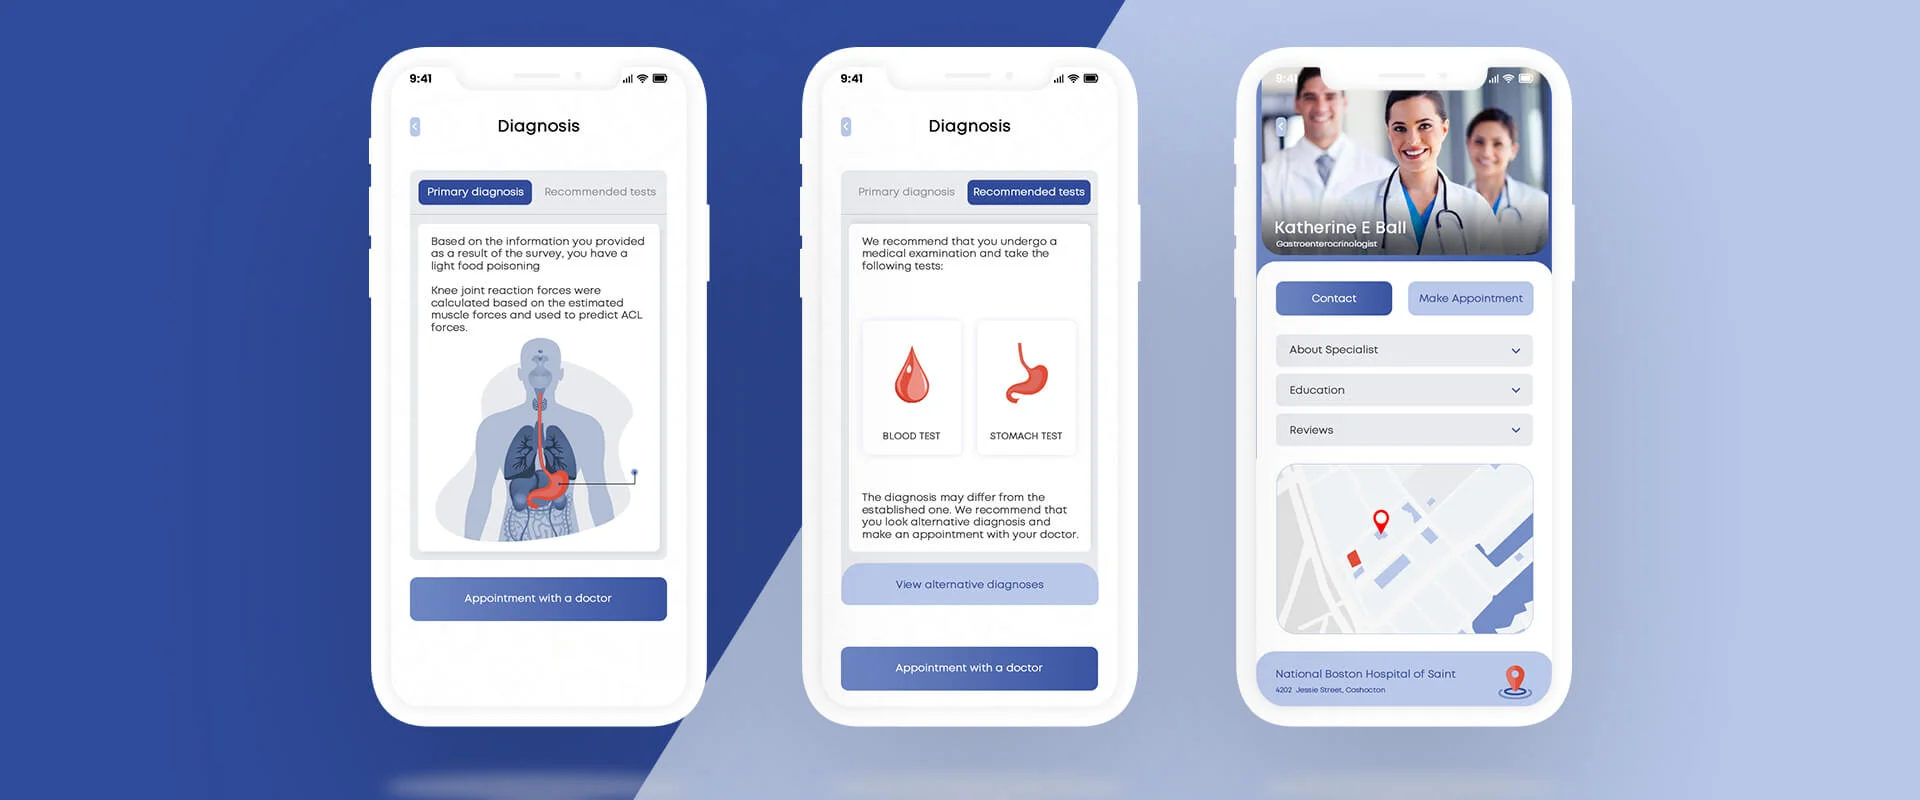 9:41
Diagnosis
Primary diagnosis
Recommended tests
Based on the information you provided
as a result of the survey, you have a
light food poisoning
Knee joint reaction forces were
calculated based on the estimated
muscle forces and used to predict ACL
forces.
Appointment with a doctor
9:41
Diagnosis
Primary diagnosis
Recommended tests
We recommend that you undergo a
medical examination and take the
following tests:
BLOOD TEST
STOMACH TEST
The diagnosis may differ from the
established one. We recommend that
you look alternative diagnosis and
make an appointment with your doctor.
View alternative diagnoses
Appointment with a doctor
9:41
Katherine E Ball
Gastroenterocrinologist
Contact
Make Appointment
About Specialist
Education
Reviews
National Boston Hospital of Saint
4202 Jessie Street, Coshocton